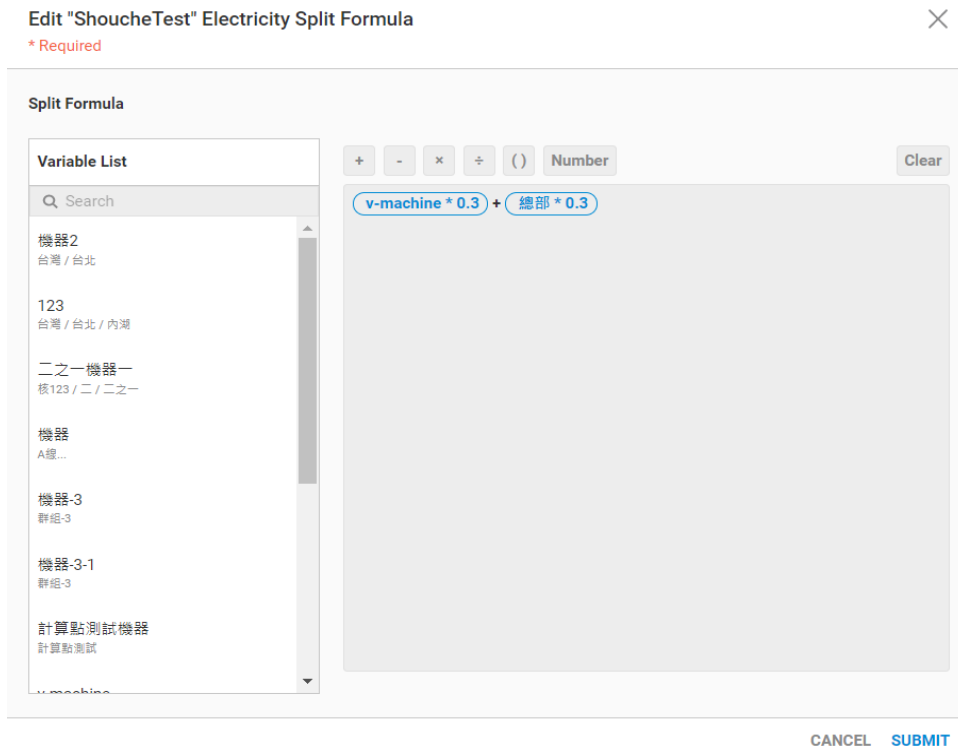 Edit "ShoucheTest" Electricity Split Formula
* Required
Split Formula
Variable List
+ - × ÷ ( ) Number Clear
Search
v-machine * 0.3 + 總部 * 0.3
機器2
台灣 / 台北
123
台灣 / 台北 / 內湖
二之一機器一
核123 / 二 / 二之一
機器
A線...
機器-3
群組-3
機器-3-1
群組-3
計算點測試機器
計算點測試
v-machine
CANCEL SUBMIT